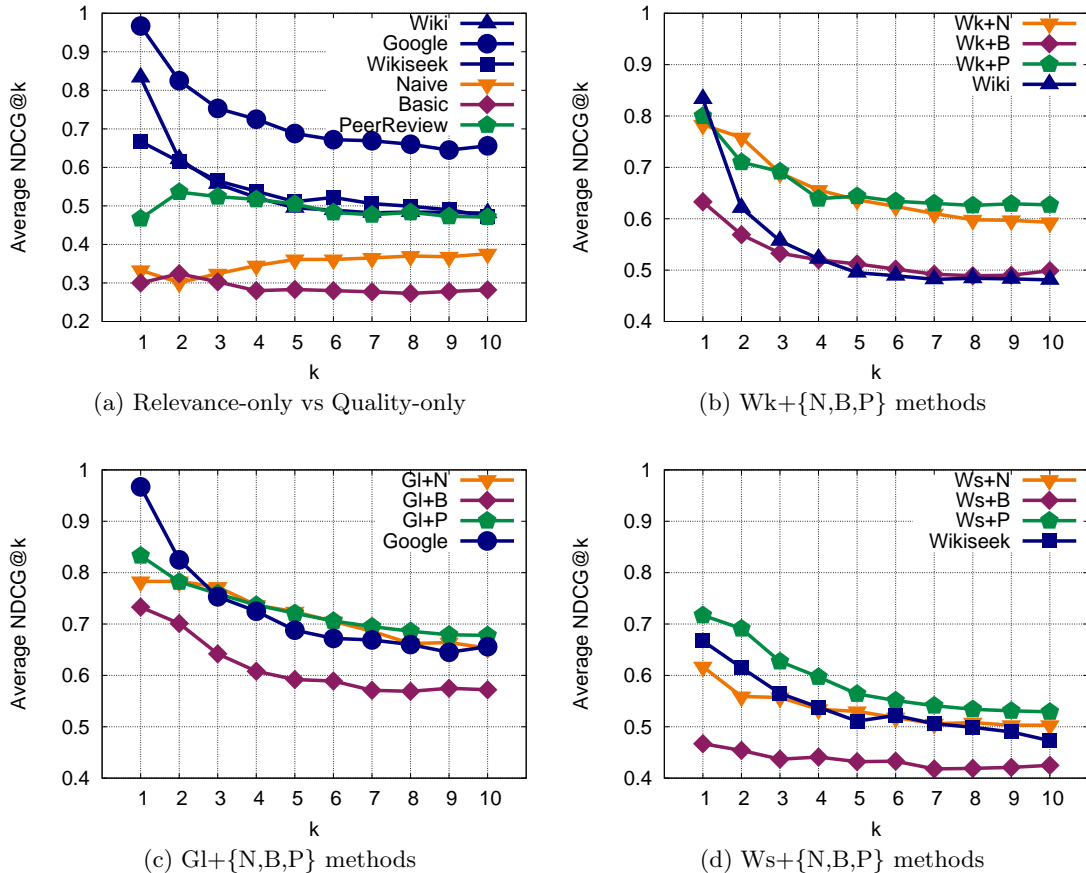 Average NDCG@k
1
0.9
0.8
0.7
0.6
0.5
0.4
0.3
0.2
Wiki
Google
Wikiseek
Naive
Basic
PeerReview
1 2 3 4 5 6 7 8 9 10
k
(a) Relevance-only vs Quality-only
Average NDCG@k
1
0.9
0.8
0.7
0.6
0.5
0.4
Wk+N
Wk+B
Wk+P
Wiki
1 2 3 4 5 6 7 8 9 10
k
(b) Wk+{N,B,P} methods
Average NDCG@k
1
0.9
0.8
0.7
0.6
0.5
0.4
Gl+N
Gl+B
Gl+P
Google
1 2 3 4 5 6 7 8 9 10
k
(c) Gl+{N,B,P} methods
Average NDCG@k
1
0.9
0.8
0.7
0.6
0.5
0.4
Ws+N
Ws+B
Ws+P
Wikiseek
1 2 3 4 5 6 7 8 9 10
k
(d) Ws+{N,B,P} methods